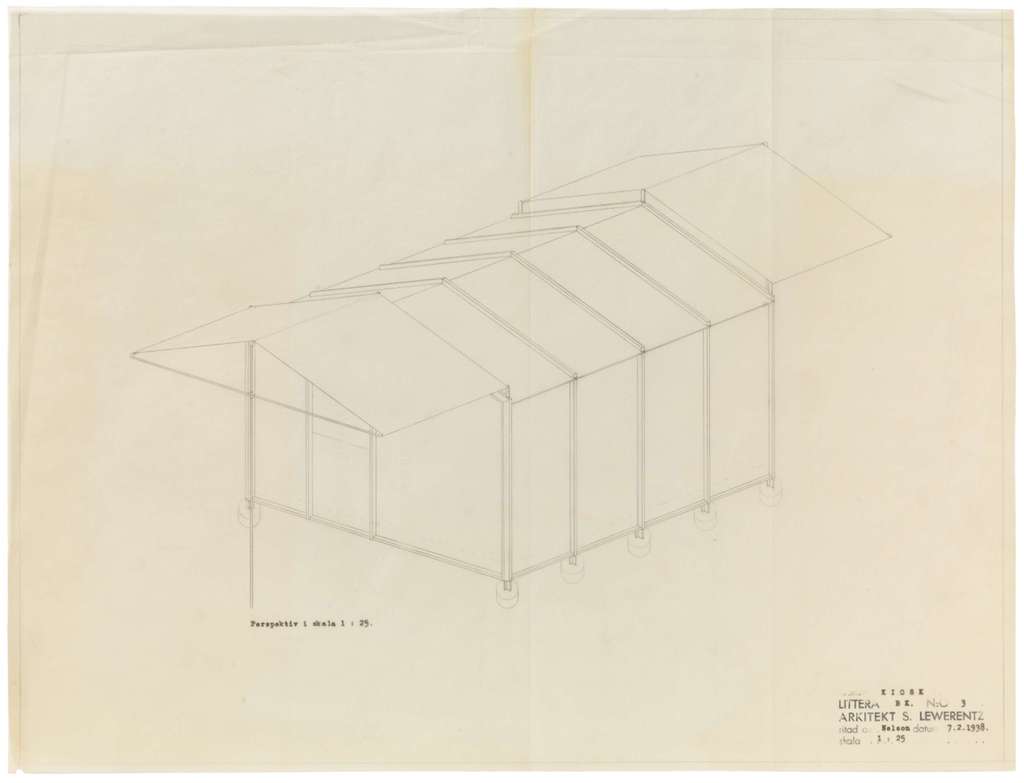 Perspektiv i skala 1 : 25.
KIOSK
LITTERA BK. N:O 3
ARKITEKT S. LEWERENTZ
ritad av Nelson datum 7.2.1938.
skala 1 : 25